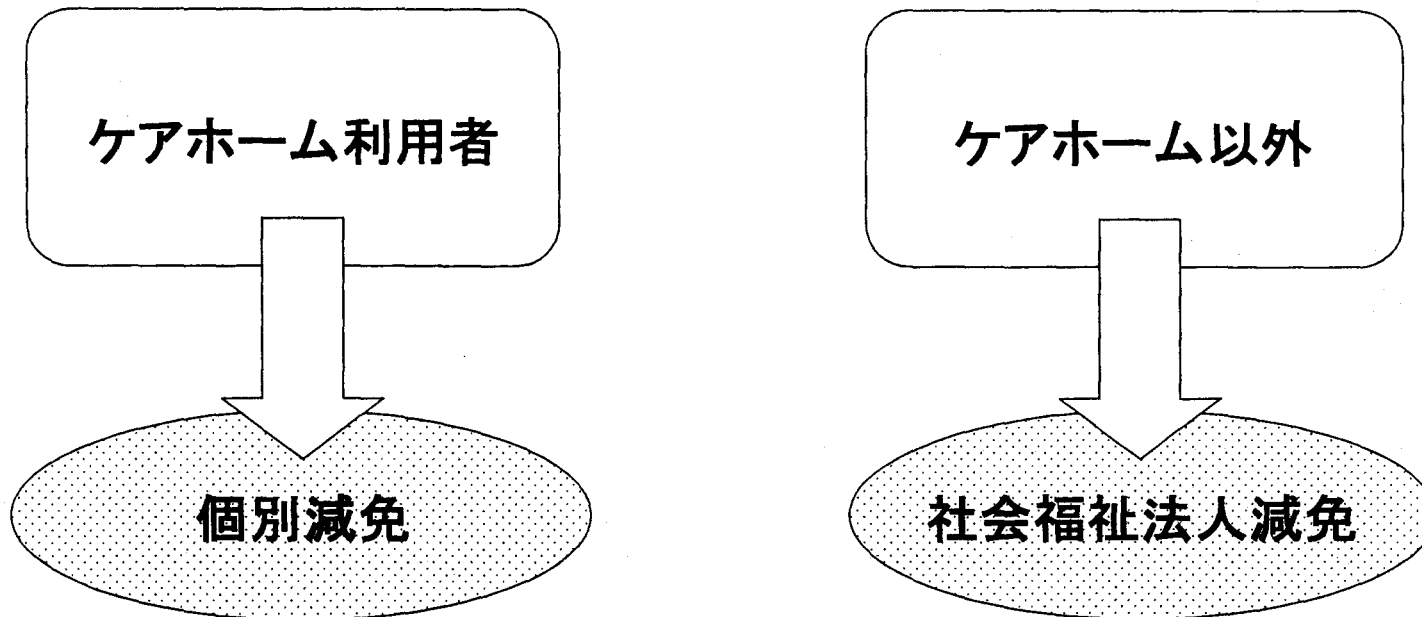 ケアホーム利用者
ケアホーム以外
個別減免
社会福祉法人減免